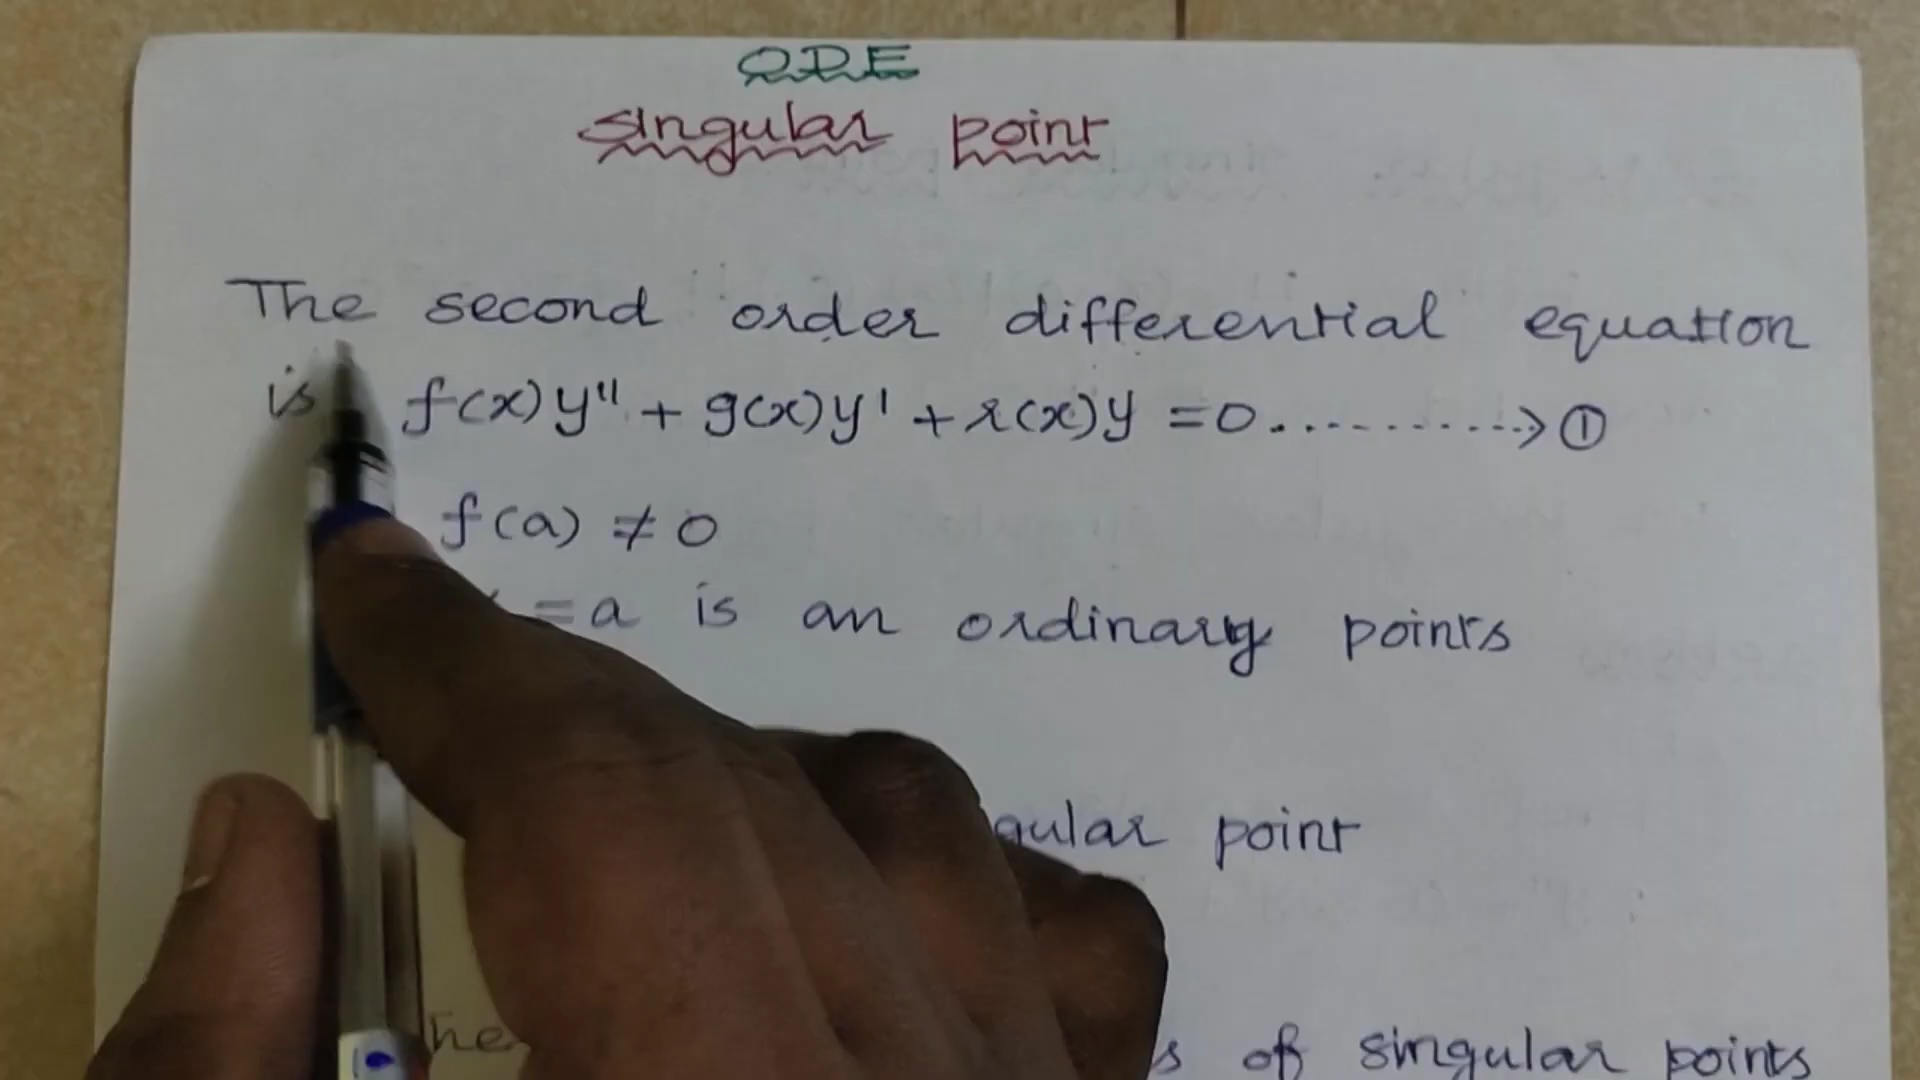 ODE
singular point
The second order differential equation
is f(x)y" + g(x)y' + r(x)y = 0...........→ ①
f(a) ≠ 0
= a is an ordinary points
gular point
he
s of singular points